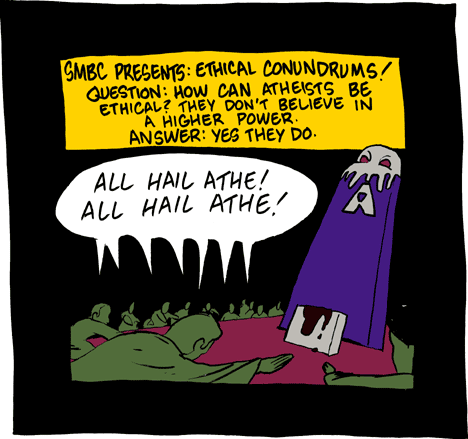 SMBC PRESENTS: ETHICAL CONUNDRUMS!
QUESTION: HOW CAN ATHEISTS BE
ETHICAL? THEY DON'T BELIEVE IN
A HIGHER POWER.
ANSWER: YES THEY DO.
ALL HAIL ATHE!
ALL HAIL ATHE!
A